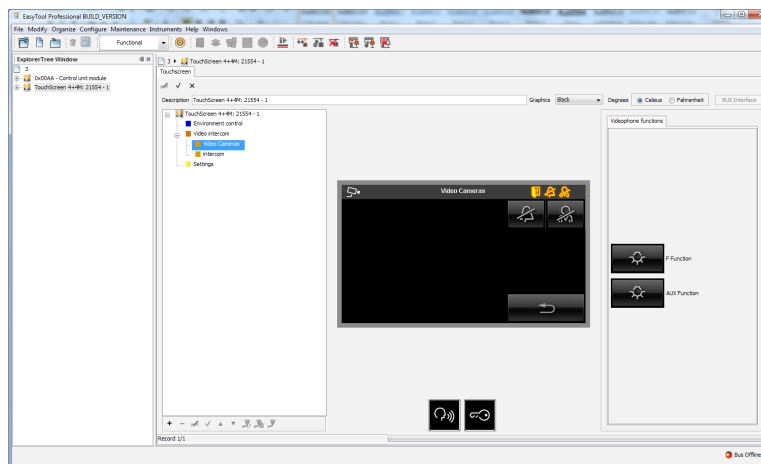 EasyTool Professional BUILD_VERSION
File Modify Organize Configure Maintenance Instruments Help Windows
Functional
ExplorerTree Window
3
0x00AA - Control unit module
TouchScreen 4+4M: 21554 - 1
3 TouchScreen 4+4M: 21554 - 1
Touchscreen
Description TouchScreen 4+4M: 21554 - 1 Graphics Black Degrees Celsius Fahrenheit BUS Interface
TouchScreen 4+4M: 21554 - 1
Environment control
Video intercom
Video Cameras
intercom
Settings
Video Cameras
Videophone functions
F Function
AUX Function
Record 1/1
Bus Offline